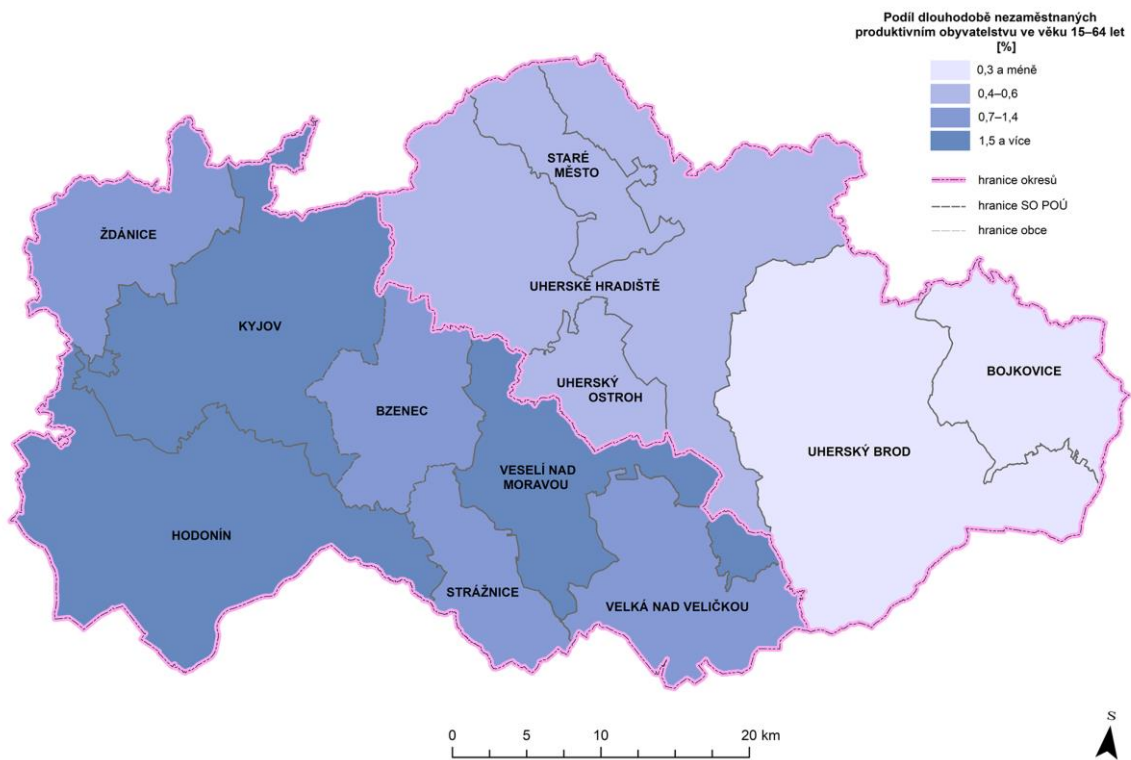 Podíl dlouhodobě nezaměstnaných
produktivním obyvatelstvu ve věku 15–64 let
[%]
0,3 a méně
0,4–0,6
0,7–1,4
1,5 a více
hranice okresů
hranice SO POÚ
hranice obce
STARÉ
MĚSTO
ŽDÁNICE
UHERSKÉ HRADIŠTĚ
KYJOV
BOJKOVICE
UHERSKÝ
OSTROH
BZENEC
UHERSKÝ BROD
VESELÍ NAD
MORAVOU
HODONÍN
STRÁŽNICE
VELKÁ NAD VELIČKOU
0 5 10 20 km
S